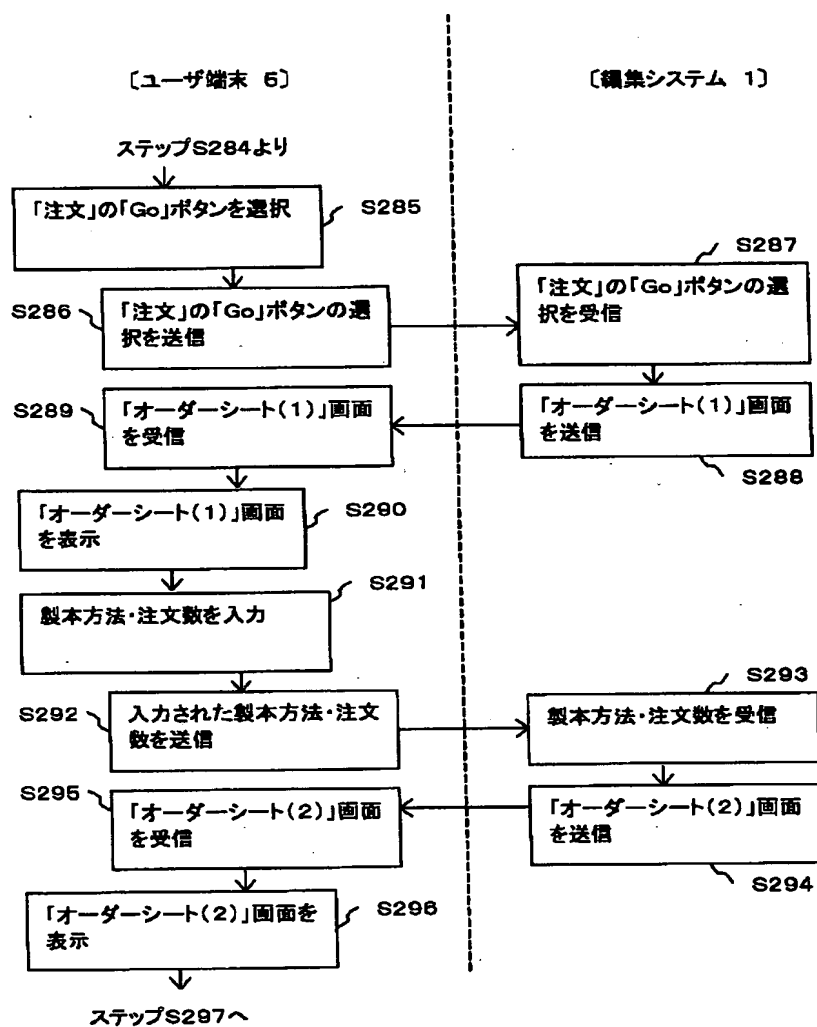 〔ユーザ端末 5〕
〔編集システム 1〕
ステップS284より
「注文」の「Go」ボタンを選択
S285
S286
「注文」の「Go」ボタンの選
択を送信
S287
「注文」の「Go」ボタンの選
択を受信
S289
「オーダーシート(1)」画面
を受信
「オーダーシート(1)」画面
を送信
S288
「オーダーシート(1)」画面
を表示
S290
S291
製本方法・注文数を入力
S292
入力された製本方法・注文
数を送信
S293
製本方法・注文数を受信
S295
「オーダーシート(2)」画面
を受信
「オーダーシート(2)」画面
を送信
S294
「オーダーシート(2)」画面を
表示
S296
ステップS297へ